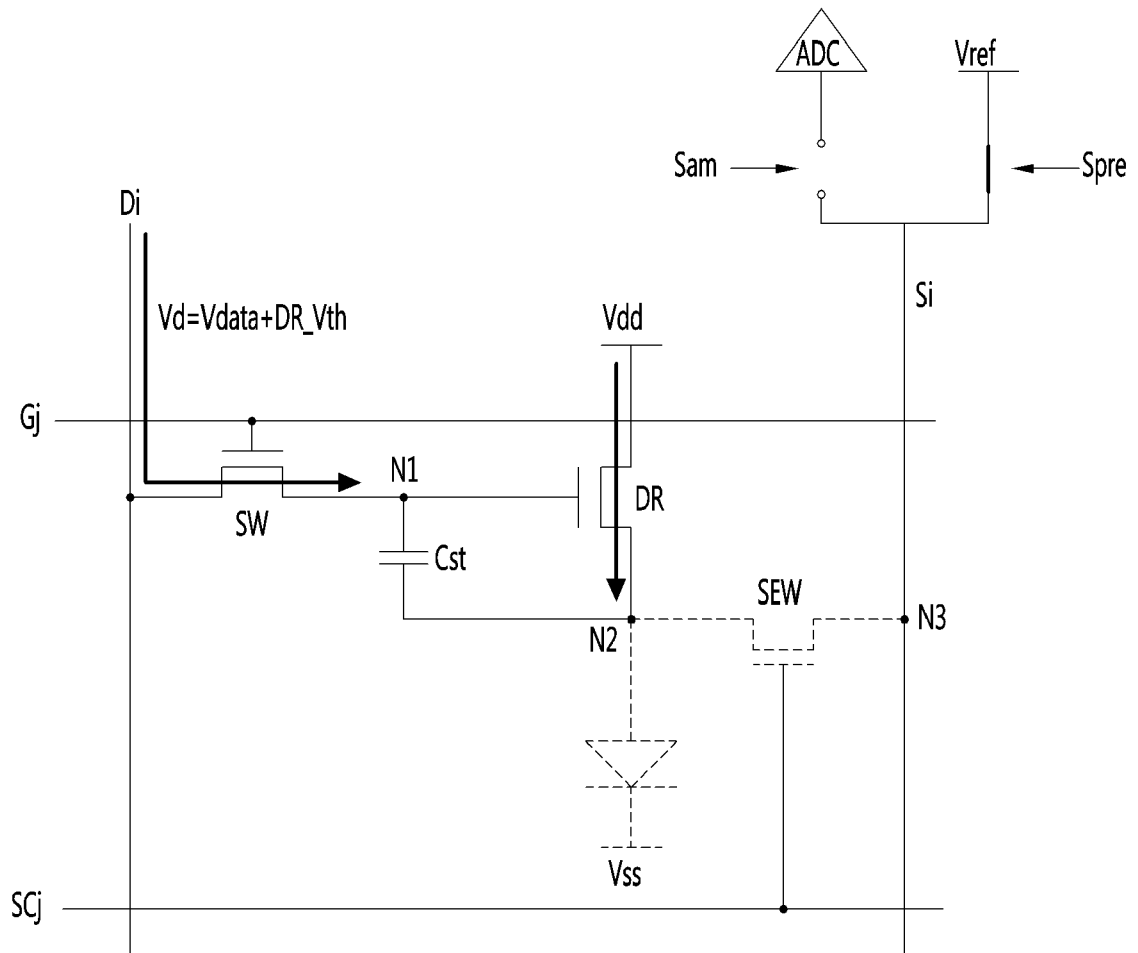 ADC
Vref
Sam
Spre
Di
Si
Vd=Vdata+DR_Vth
Vdd
Gj
N1
DR
SW
Cst
SEW
N2
N3
Vss
SCj